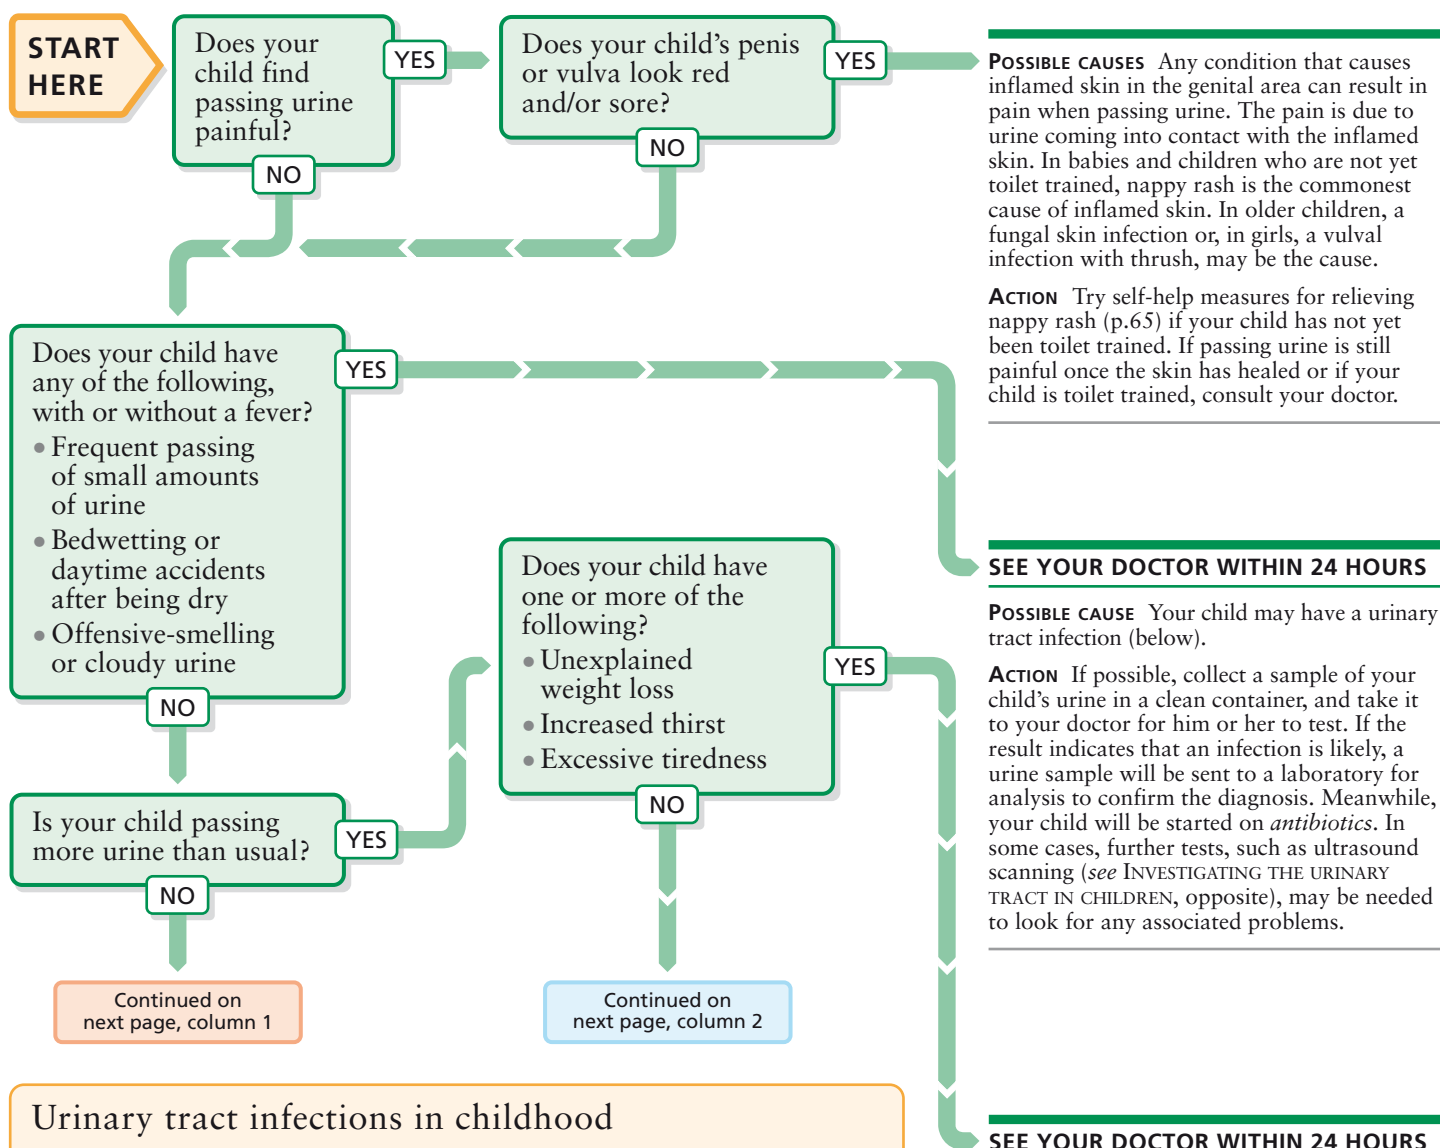 START
HERE
Does your
child find
passing urine
painful?
YES
NO
Does your child's penis
or vulva look red
and/or sore?
YES
NO
POSSIBLE CAUSES Any condition that causes
inflamed skin in the genital area can result in
pain when passing urine. The pain is due to
urine coming into contact with the inflamed
skin. In babies and children who are not yet
toilet trained, nappy rash is the commonest
cause of inflamed skin. In older children, a
fungal skin infection or, in girls, a vulval
infection with thrush, may be the cause.
ACTION Try self-help measures for relieving
nappy rash (p.65) if your child has not yet
been toilet trained. If passing urine is still
painful once the skin has healed or if your
child is toilet trained, consult your doctor.
Does your child have
any of the following,
with or without a fever?
• Frequent passing
of small amounts
of urine
• Bedwetting or
daytime accidents
after being dry
• Offensive-smelling
or cloudy urine
YES
NO
SEE YOUR DOCTOR WITHIN 24 HOURS
POSSIBLE CAUSE Your child may have a urinary
tract infection (below).
ACTION If possible, collect a sample of your
child's urine in a clean container, and take it
to your doctor for him or her to test. If the
result indicates that an infection is likely, a
urine sample will be sent to a laboratory for
analysis to confirm the diagnosis. Meanwhile,
your child will be started on antibiotics. In
some cases, further tests, such as ultrasound
scanning (see INVESTIGATING THE URINARY
TRACT IN CHILDREN, opposite), may be needed
to look for any associated problems.
Is your child passing
more urine than usual?
YES
NO
Does your child have
one or more of the
following?
• Unexplained
weight loss
• Increased thirst
• Excessive tiredness
YES
NO
Continued on
next page, column 1
Continued on
next page, column 2
Urinary tract infections in childhood
SEE YOUR DOCTOR WITHIN 24 HOURS